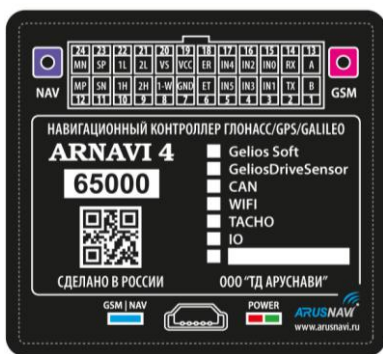 24 23 22 21 20 19 18 17 16 15 14 13
MN SP 1L 2L VS VCC ER IN4 IN2 IN0 RX A
MP SN 1H 2H 1-W GND ET IN5 IN3 IN1 TX B
12 11 10 9 8 7 6 5 4 3 2 1
NAV
GSM
НАВИГАЦИОННЫЙ КОНТРОЛЛЕР ГЛОНАСС/GPS/GALILEO
ARNAVI 4
65000
Gelios Soft
GeliosDriveSensor
CAN
WIFI
TACHO
IO
СДЕЛАНО В РОССИИ
ООО "ТД АРУСНАВИ"
GSM | NAV
POWER
ARUSNAVI
www.arusnavi.ru